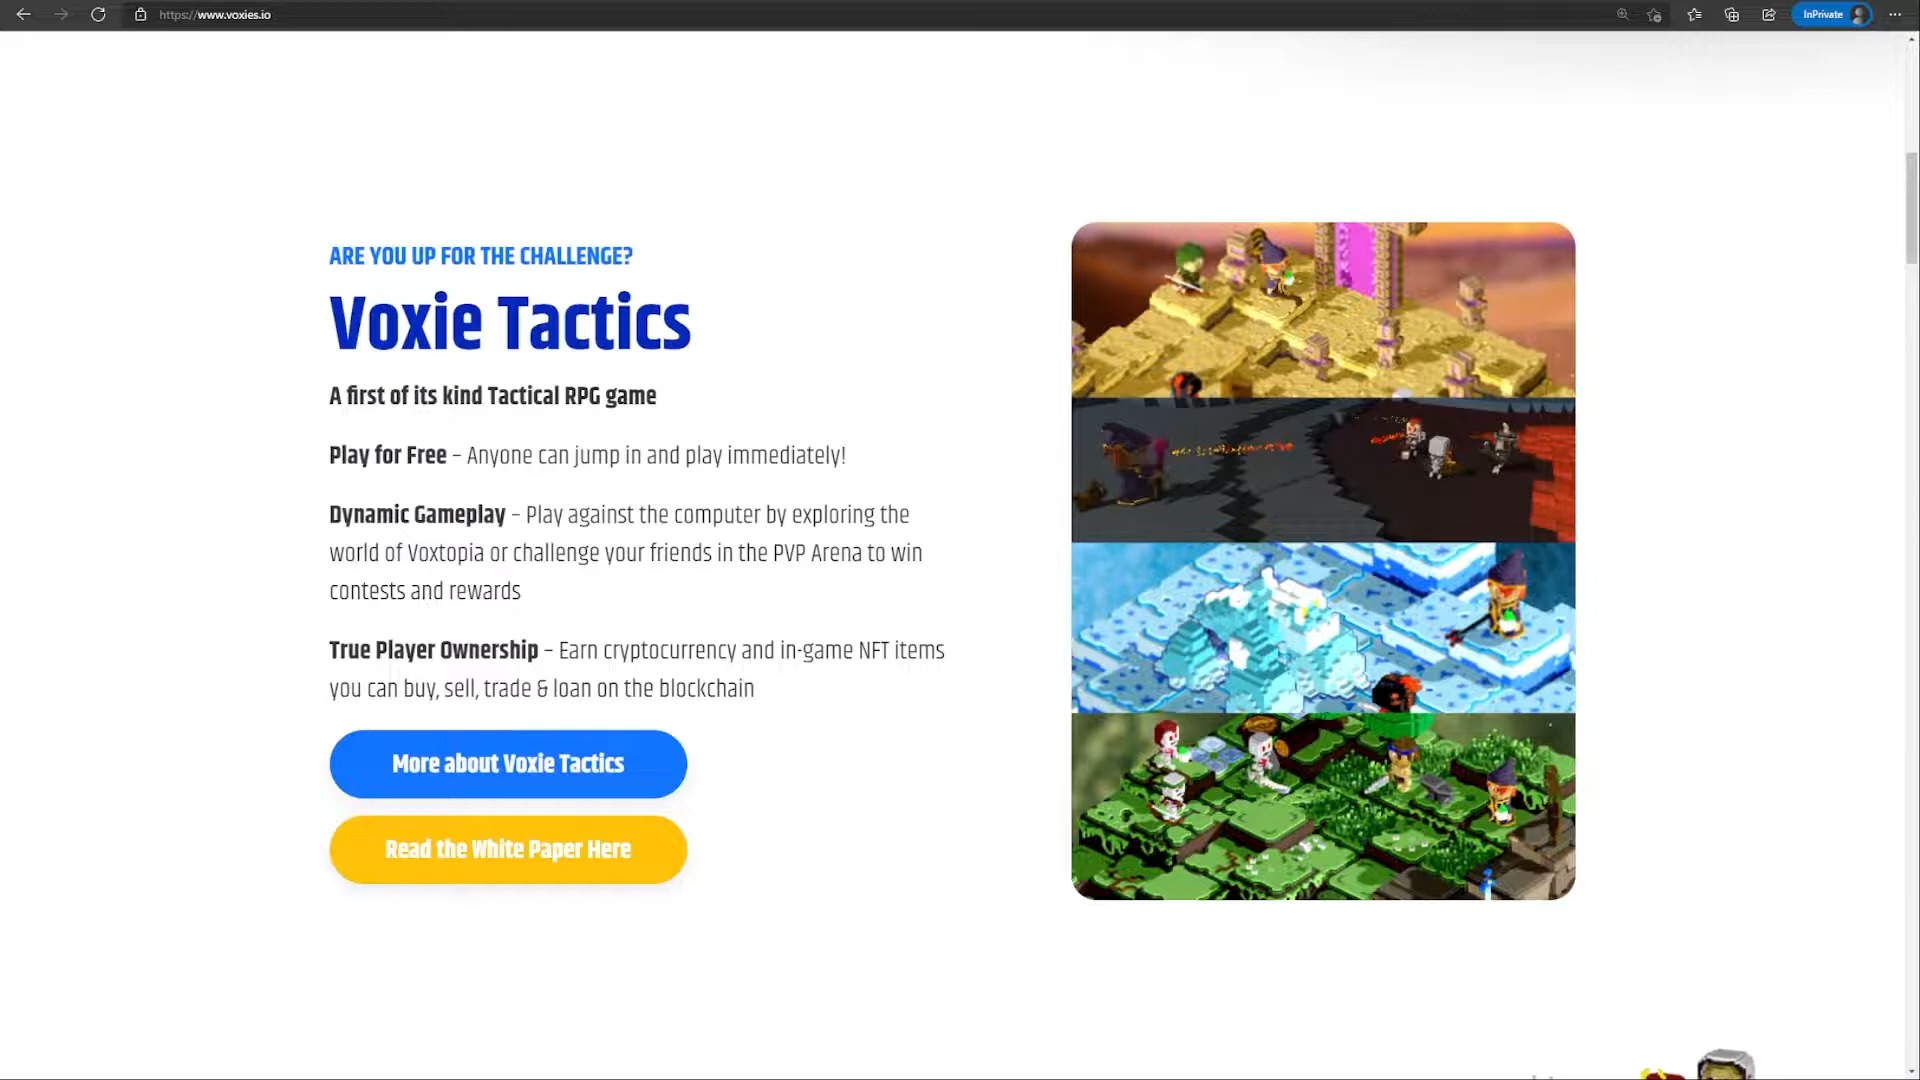 https://www.voxies.io
InPrivate
ARE YOU UP FOR THE CHALLENGE?
Voxie Tactics
A first of its kind Tactical RPG game
Play for Free – Anyone can jump in and play immediately!
Dynamic Gameplay – Play against the computer by exploring the
world of Voxtopia or challenge your friends in the PVP Arena to win
contests and rewards
True Player Ownership – Earn cryptocurrency and in-game NFT items
you can buy, sell, trade & loan on the blockchain
More about Voxie Tactics
Read the White Paper Here